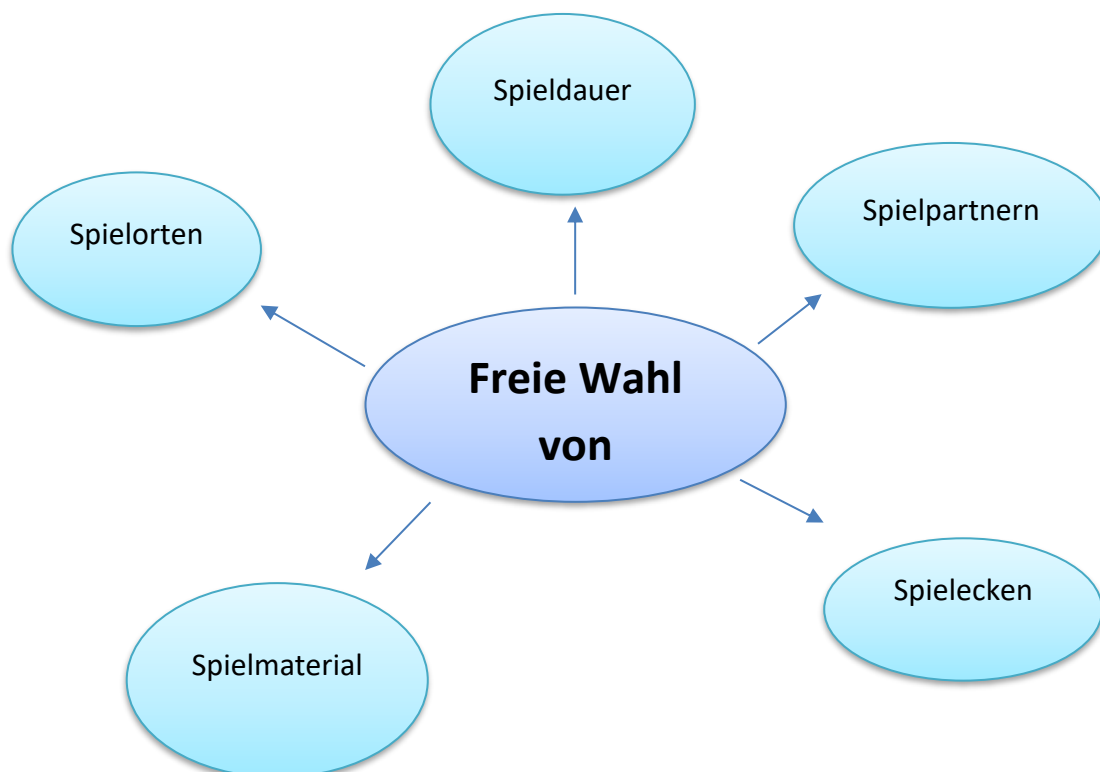 Spieldauer
Spielpartnern
Spielorten
Freie Wahl
von
Spielecken
Spielmaterial